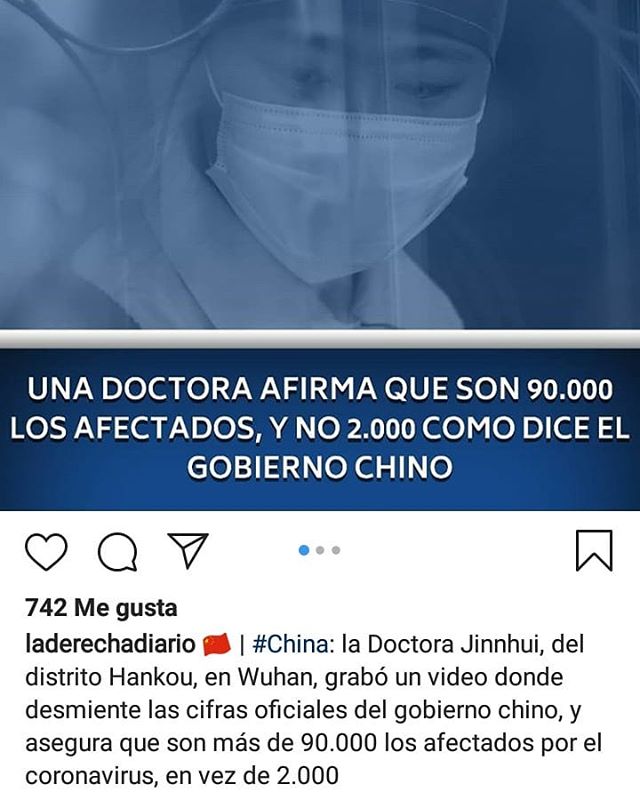 UNA DOCTORA AFIRMA QUE SON 90.000
LOS AFECTADOS, Y NO 2.000 COMO DICE EL
GOBIERNO CHINO
742 Me gusta
laderechadiario 🇨🇳 | #China: la Doctora Jinnhui, del
distrito Hankou, en Wuhan, grabó un video donde
desmiente las cifras oficiales del gobierno chino, y
asegura que son más de 90.000 los afectados por el
coronavirus, en vez de 2.000